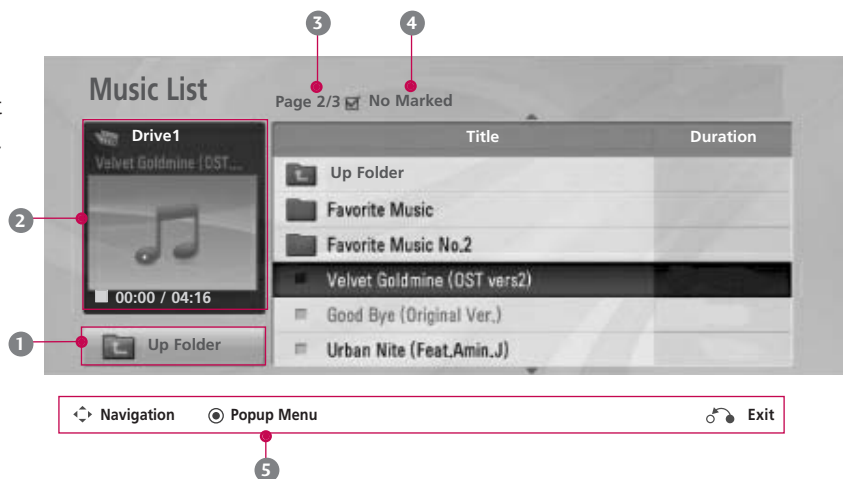 3 4
Music List
Page 2/3 No Marked
Drive1
Velvet Goldmine (OST...
00:00 / 04:16
Up Folder
Title Duration
Up Folder
Favorite Music
Favorite Music No.2
Velvet Goldmine (OST vers2)
Good Bye (Original Ver.)
Urban Nite (Feat.Amin.J)
2
1
Navigation Popup Menu Exit
5